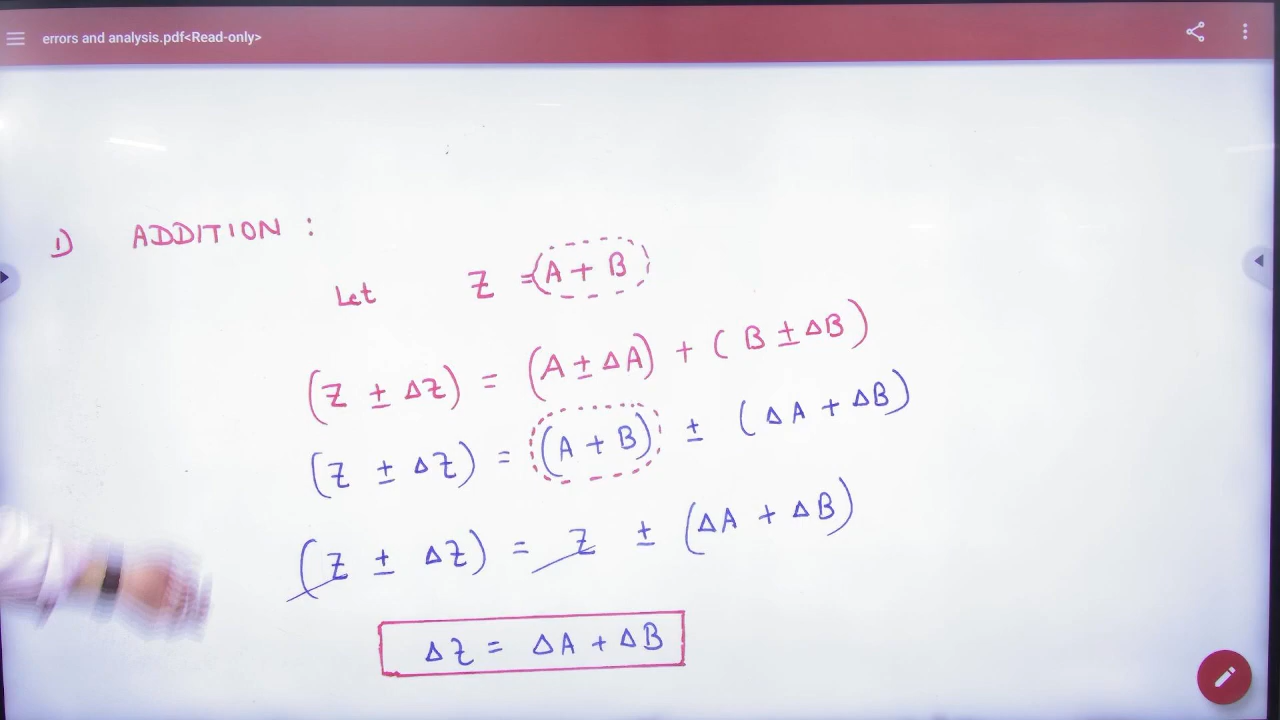 errors and analysis.pdf<Read-only>
1) ADDITION :
Let Z = (A + B)
(Z ± ΔZ) = (A ± ΔA) + (B ± ΔB)
(Z ± ΔZ) = (A + B) ± (ΔA + ΔB)
(Z ± ΔZ) = Z ± (ΔA + ΔB)
ΔZ = ΔA + ΔB